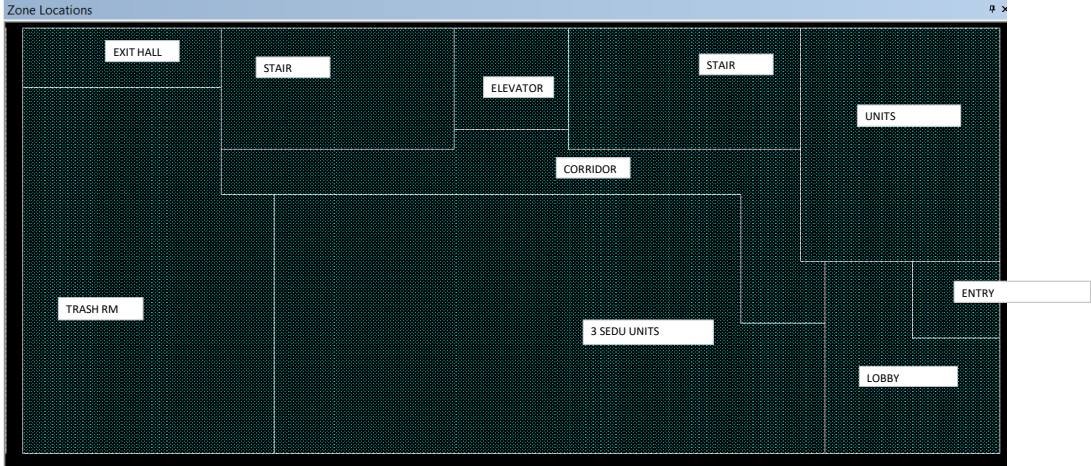 Zone Locations
EXIT HALL
STAIR
STAIR
ELEVATOR
UNITS
CORRIDOR
ENTRY
TRASH RM
3 SEDU UNITS
LOBBY